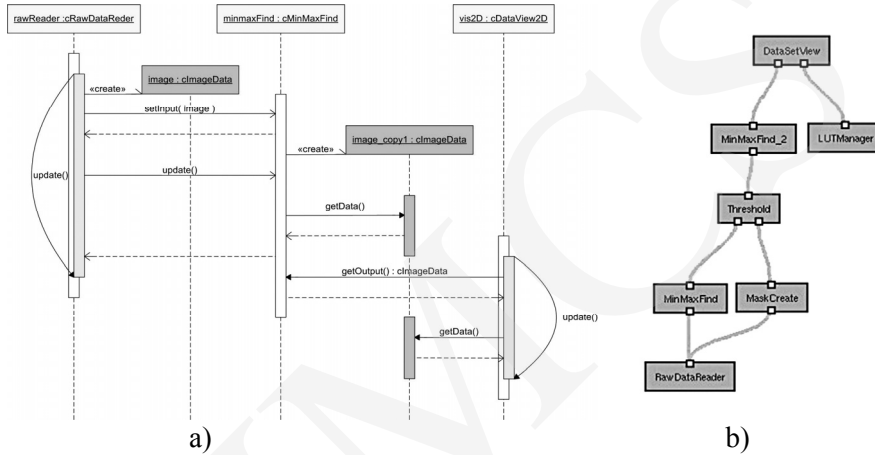 rawReader :cRawDataReder
minmaxFind : cMinMaxFind
vis2D : cDataView2D
image : cImageData
«create»
setInput( image )
image_copy1 : cImageData
«create»
update()
update()
getData()
getOutput() : cImageData
getData()
update()
a)
DataSetView
MinMaxFind_2
LUTManager
Threshold
MinMaxFind
MaskCreate
RawDataReader
b)